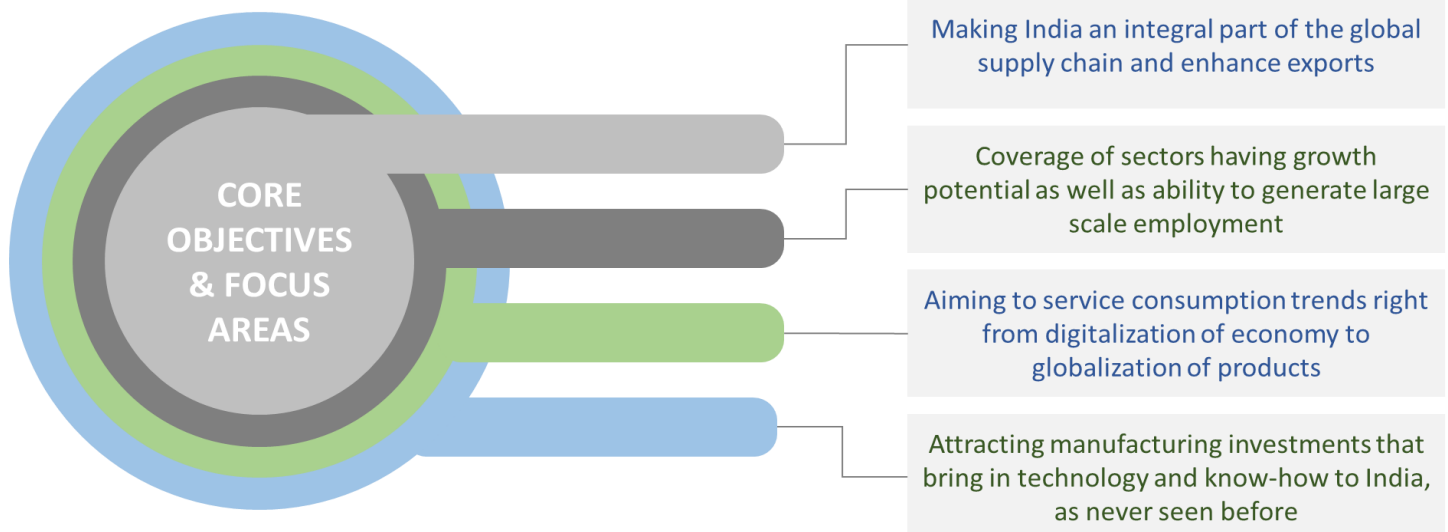 CORE
OBJECTIVES
& FOCUS
AREAS
Making India an integral part of the global
supply chain and enhance exports
Coverage of sectors having growth
potential as well as ability to generate large
scale employment
Aiming to service consumption trends right
from digitalization of economy to
globalization of products
Attracting manufacturing investments that
bring in technology and know-how to India,
as never seen before